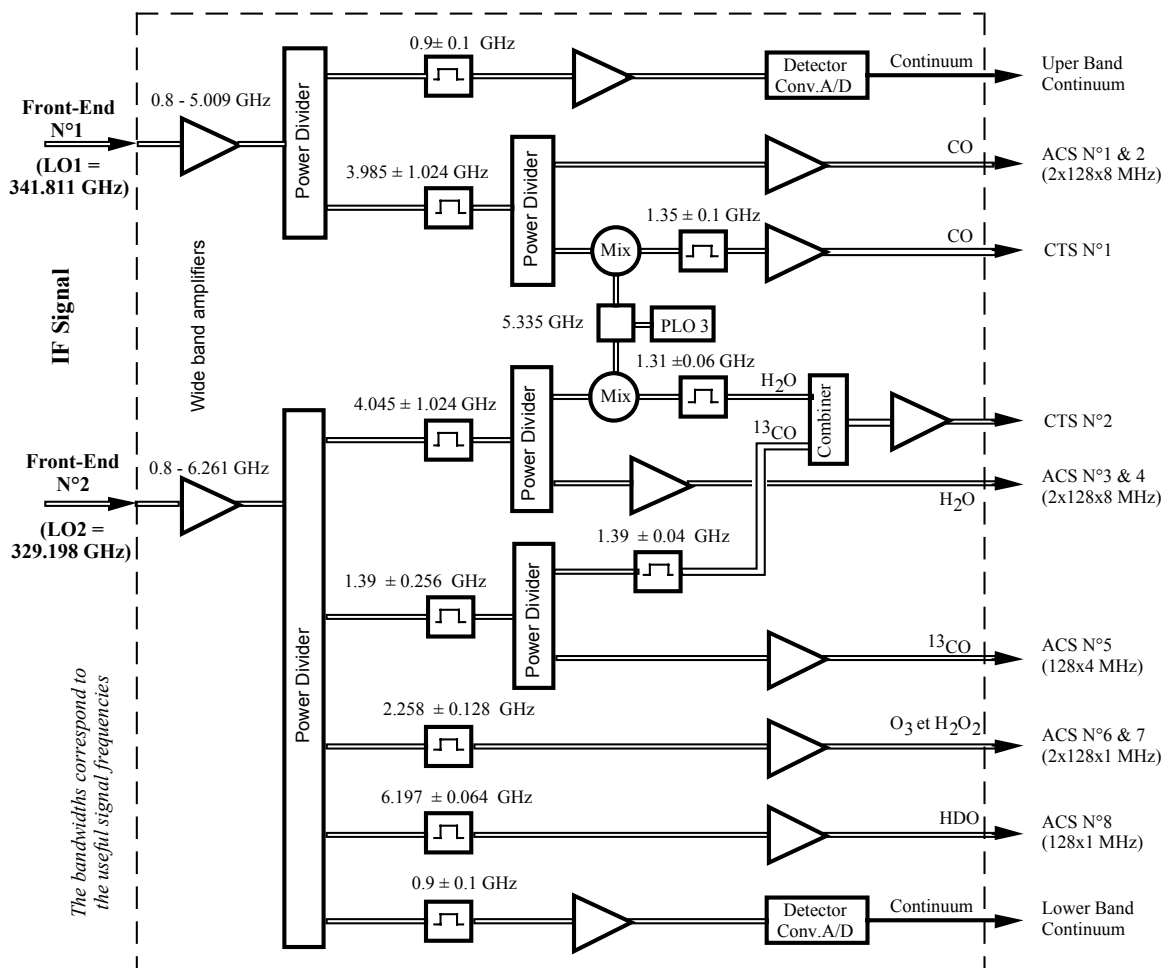 0.9± 0.1 GHz
Detector
Conv.A/D
Continuum
Uper Band
Continuum
Front-End
N°1
(LO1 =
341.811 GHz)
0.8 - 5.009 GHz
Power Divider
3.985 ± 1.024 GHz
Power Divider
CO
ACS N°1 & 2
(2x128x8 MHz)
Mix
1.35 ± 0.1 GHz
CO
CTS N°1
5.335 GHz
PLO 3
IF Signal
Wide band amplifiers
Mix
1.31 ±0.06 GHz
H2O
13CO
Combiner
CTS N°2
4.045 ± 1.024 GHz
Power Divider
H2O
ACS N°3 & 4
(2x128x8 MHz)
Front-End
N°2
(LO2 =
329.198 GHz)
0.8 - 6.261 GHz
Power Divider
1.39 ± 0.04 GHz
1.39 ± 0.256 GHz
Power Divider
13CO
ACS N°5
(128x4 MHz)
2.258 ± 0.128 GHz
O3 et H2O2
ACS N°6 & 7
(2x128x1 MHz)
6.197 ± 0.064 GHz
HDO
ACS N°8
(128x1 MHz)
0.9 ± 0.1 GHz
Detector
Conv.A/D
Continuum
Lower Band
Continuum
The bandwidths correspond to
the useful signal frequencies